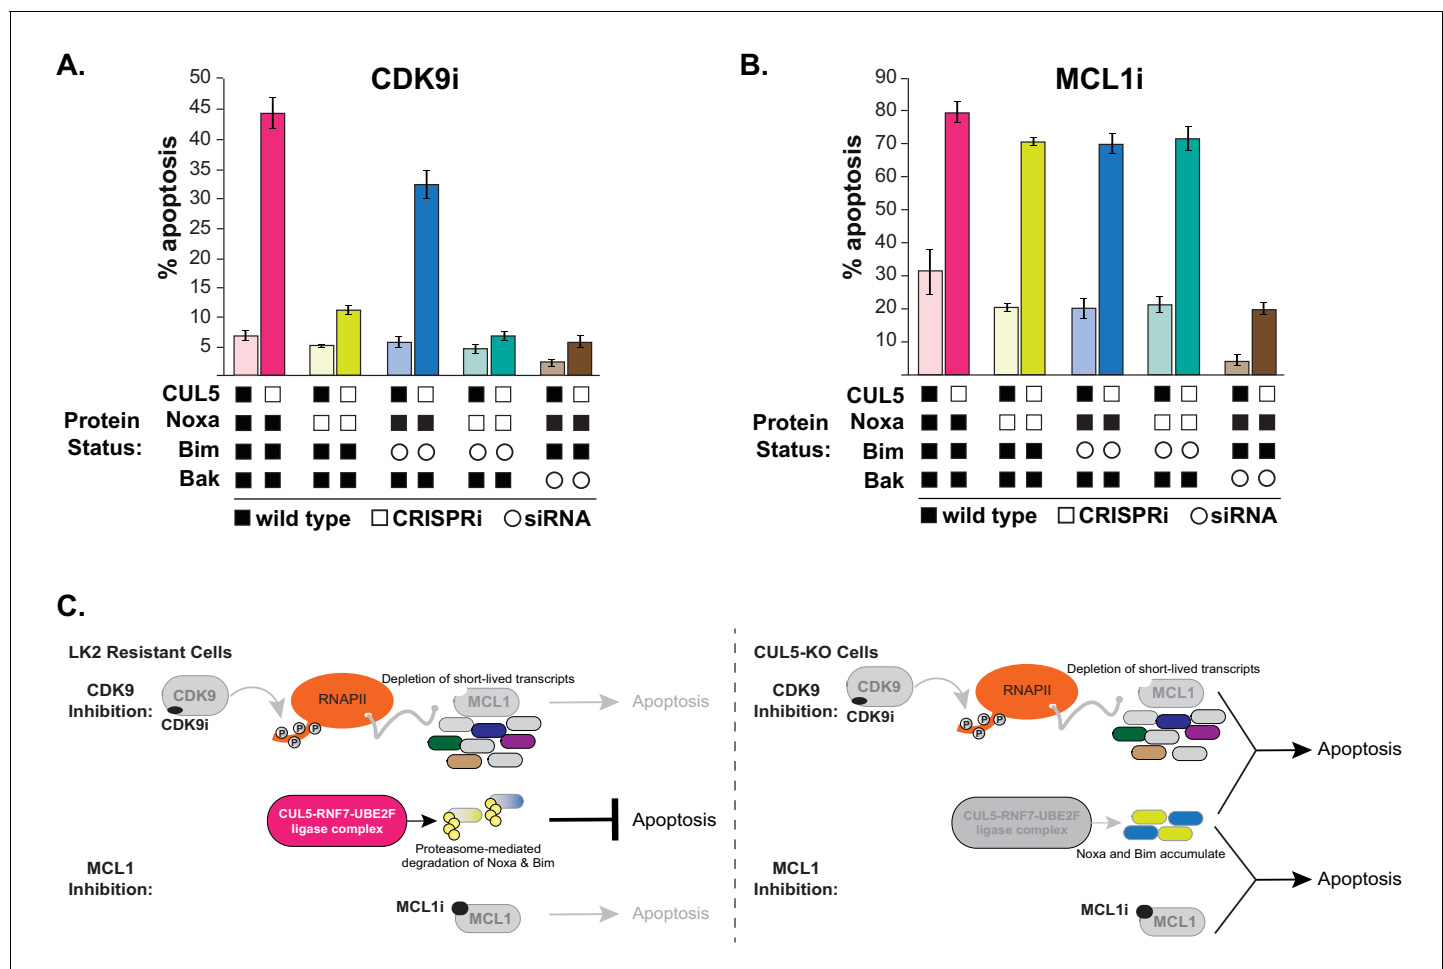 A.
CDK9i
% apoptosis
50
45
40
35
30
25
20
15
10
5
CUL5
Noxa
Bim
Bak
Protein
Status:
wild type CRISPRi siRNA
B.
MCL1i
% apoptosis
90
80
70
60
50
40
30
20
10
CUL5
Noxa
Bim
Bak
Protein
Status:
wild type CRISPRi siRNA
C.
LK2 Resistant Cells
CDK9
Inhibition:
CDK9
CDK9i
RNAPII
P
P
P
Depletion of short-lived transcripts
MCL1
Apoptosis
CUL5-RNF7-UBE2F
ligase complex
Proteasome-mediated
degradation of Noxa & Bim
Apoptosis
MCL1
Inhibition:
MCL1i
MCL1
Apoptosis
CUL5-KO Cells
CDK9
Inhibition:
CDK9
CDK9i
RNAPII
P
P
P
Depletion of short-lived transcripts
MCL1
Apoptosis
CUL5-RNF7-UBE2F
ligase complex
Noxa and Bim accumulate
MCL1
Inhibition:
MCL1i
MCL1
Apoptosis